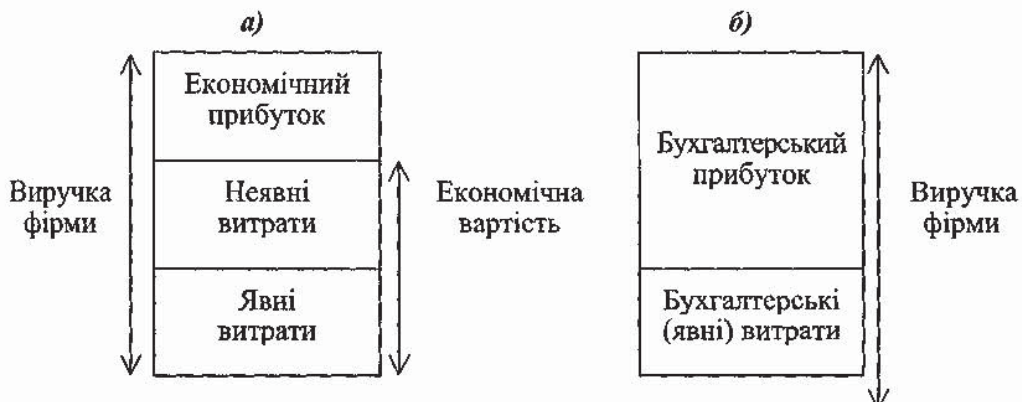 а)
Економічний
прибуток
Неявні
витрати
Явні
витрати
Виручка
фірми
Економічна
вартість
б)
Бухгалтерський
прибуток
Бухгалтерські
(явні) витрати
Виручка
фірми